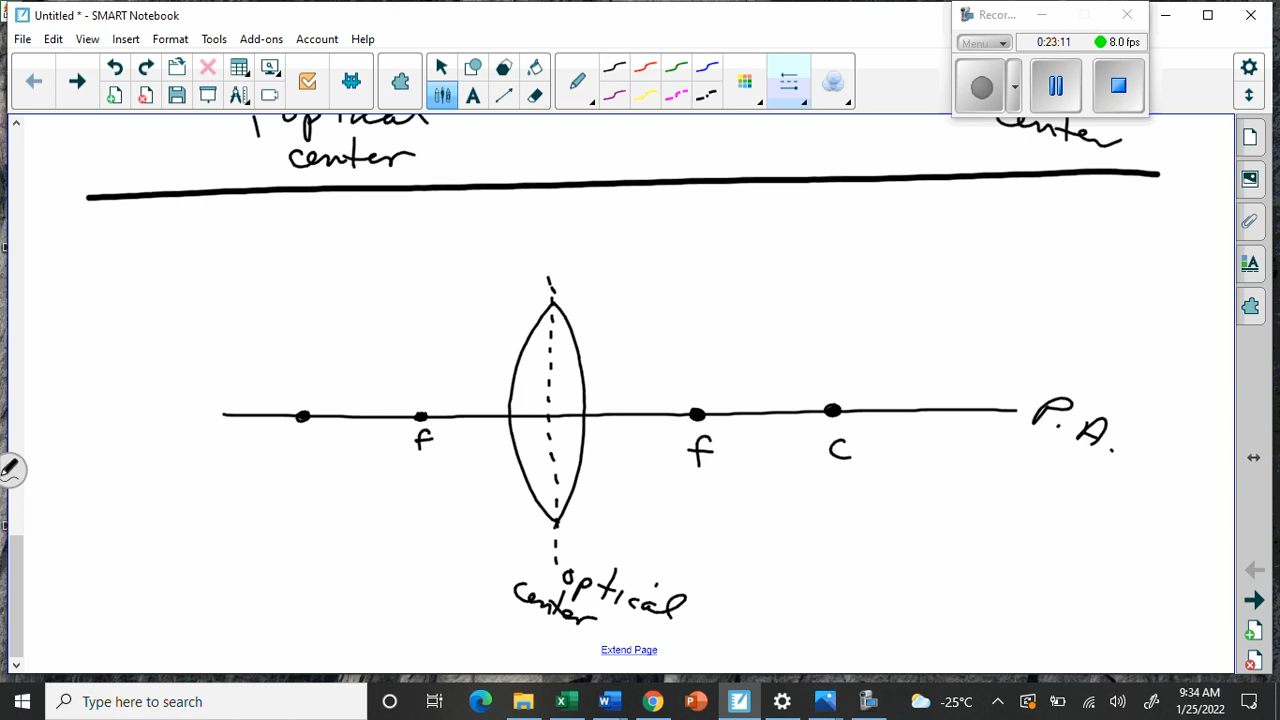 Untitled * - SMART Notebook
Recor...
File Edit View Insert Format Tools Add-ons Account Help
Menu
0:23:11
8.0 fps
optical
center
center
f
f
C
P. A.
optical
center
Extend Page
Type here to search
-25°C
9:34 AM
1/25/2022